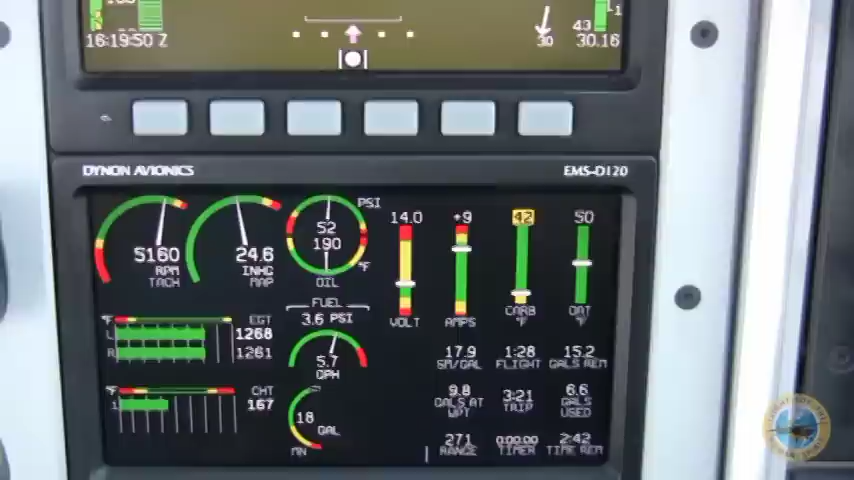 16:19:50 Z
30
43
30.16
DYNON AVIONICS
EMS-D120
5160
RPM
TACH
24.6
INHG
MAP
PSI
52
190
°F
OIL
14.0
VOLT
+9
AMPS
42
CARB
°F
50
OAT
°F
°F
EGT
L
1268
R
1261
FUEL
3.6 PSI
5.7
GPH
°F
CHT
1
167
18
GAL
MN
17.9
SM/GAL
1:28
FLIGHT
15.2
GALS REM
9.8
GALS AT
WPT
3:21
TRIP
6.6
GALS
USED
271
RANGE
0:00:00
TIMER
2:42
TIME REM